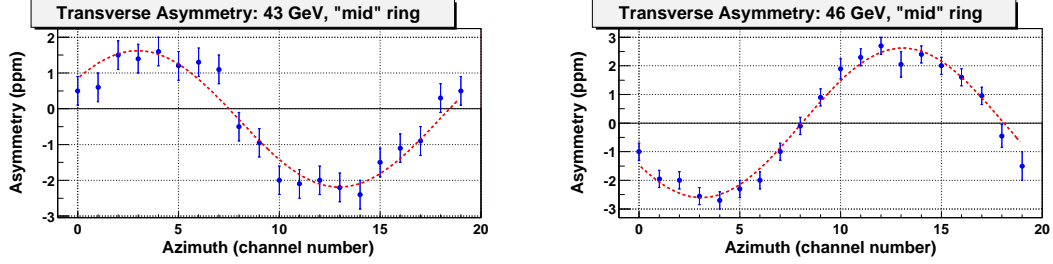 Transverse Asymmetry: 43 GeV, "mid" ring
Asymmetry (ppm)
2
1
0
-1
-2
-3
0 5 10 15 20
Azimuth (channel number)
Transverse Asymmetry: 46 GeV, "mid" ring
Asymmetry (ppm)
3
2
1
0
-1
-2
-3
0 5 10 15 20
Azimuth (channel number)